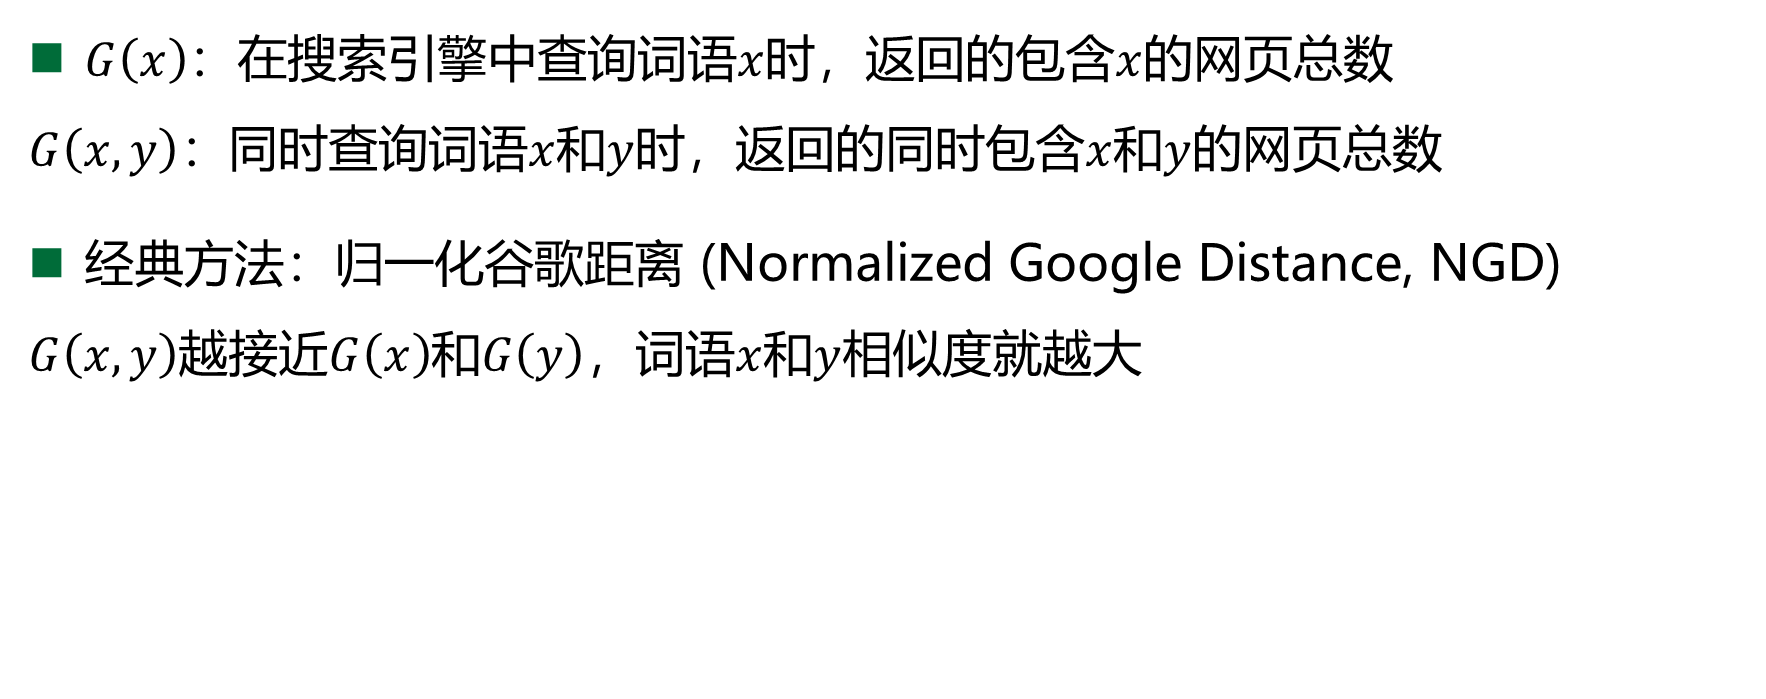 ■ G(x)：在搜索引擎中查询词语x时，返回的包含x的网页总数
G(x,y)：同时查询词语x和y时，返回的同时包含x和y的网页总数
■ 经典方法：归一化谷歌距离 (Normalized Google Distance, NGD)
G(x,y)越接近G(x)和G(y)，词语x和y相似度就越大